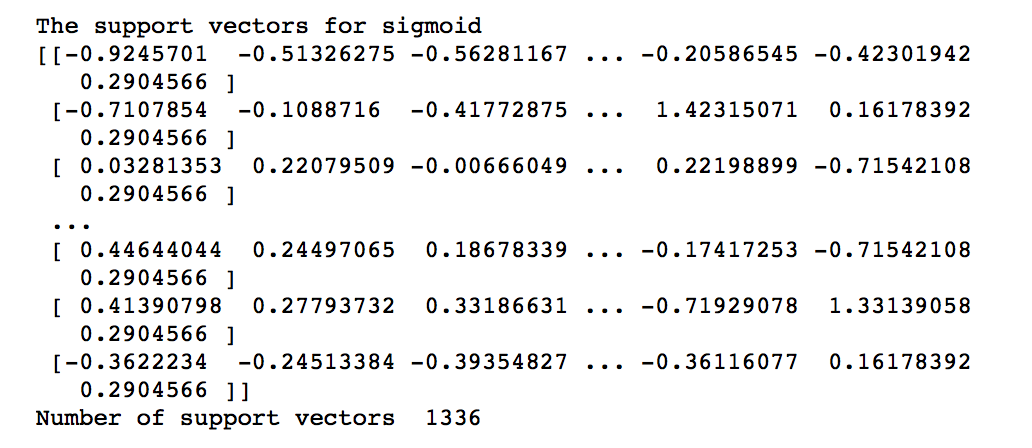 The support vectors for sigmoid
[[-0.9245701  -0.51326275 -0.56281167 ... -0.20586545 -0.42301942
   0.2904566 ]
 [-0.7107854  -0.1088716  -0.41772875 ...  1.42315071  0.16178392
   0.2904566 ]
 [ 0.03281353  0.22079509 -0.00666049 ...  0.22198899 -0.71542108
   0.2904566 ]
 ...
 [ 0.44644044  0.24497065  0.18678339 ... -0.17417253 -0.71542108
   0.2904566 ]
 [ 0.41390798  0.27793732  0.33186631 ... -0.71929078  1.33139058
   0.2904566 ]
 [-0.3622234  -0.24513384 -0.39354827 ... -0.36116077  0.16178392
   0.2904566 ]]
Number of support vectors  1336